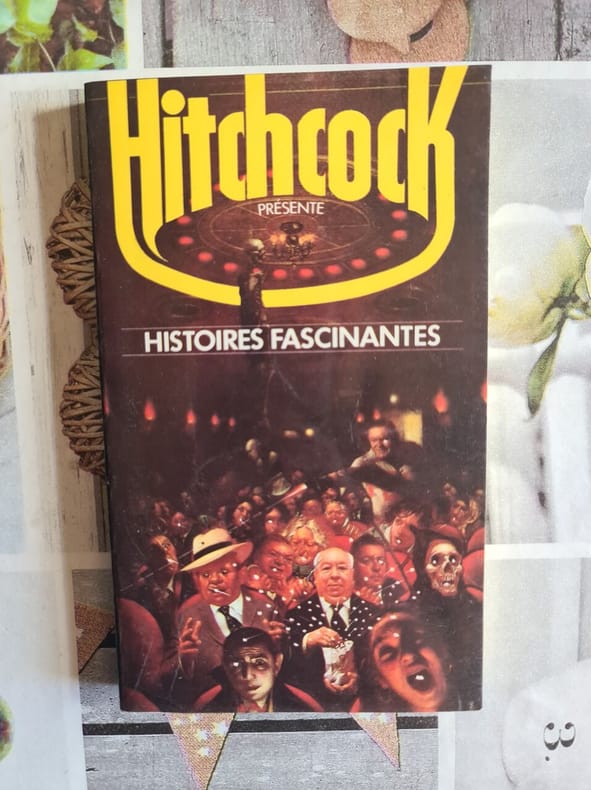 Hitchcock
PRÉSENTE
HISTOIRES FASCINANTES